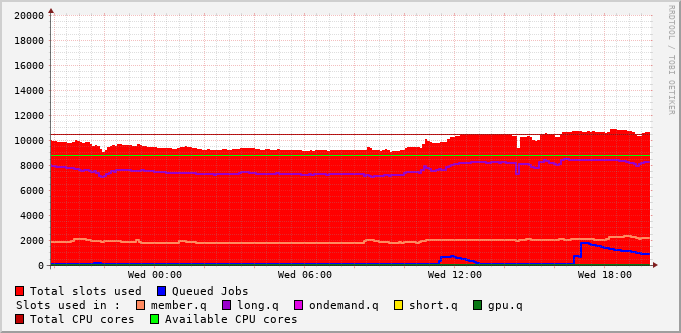 20000
18000
16000
14000
12000
10000
8000
6000
4000
2000
0
Wed 00:00 Wed 06:00 Wed 12:00 Wed 18:00
Total slots used Queued Jobs
Slots used in : member.q long.q ondemand.q short.q gpu.q
Total CPU cores Available CPU cores
RRDTOOL / TOBI OETIKER